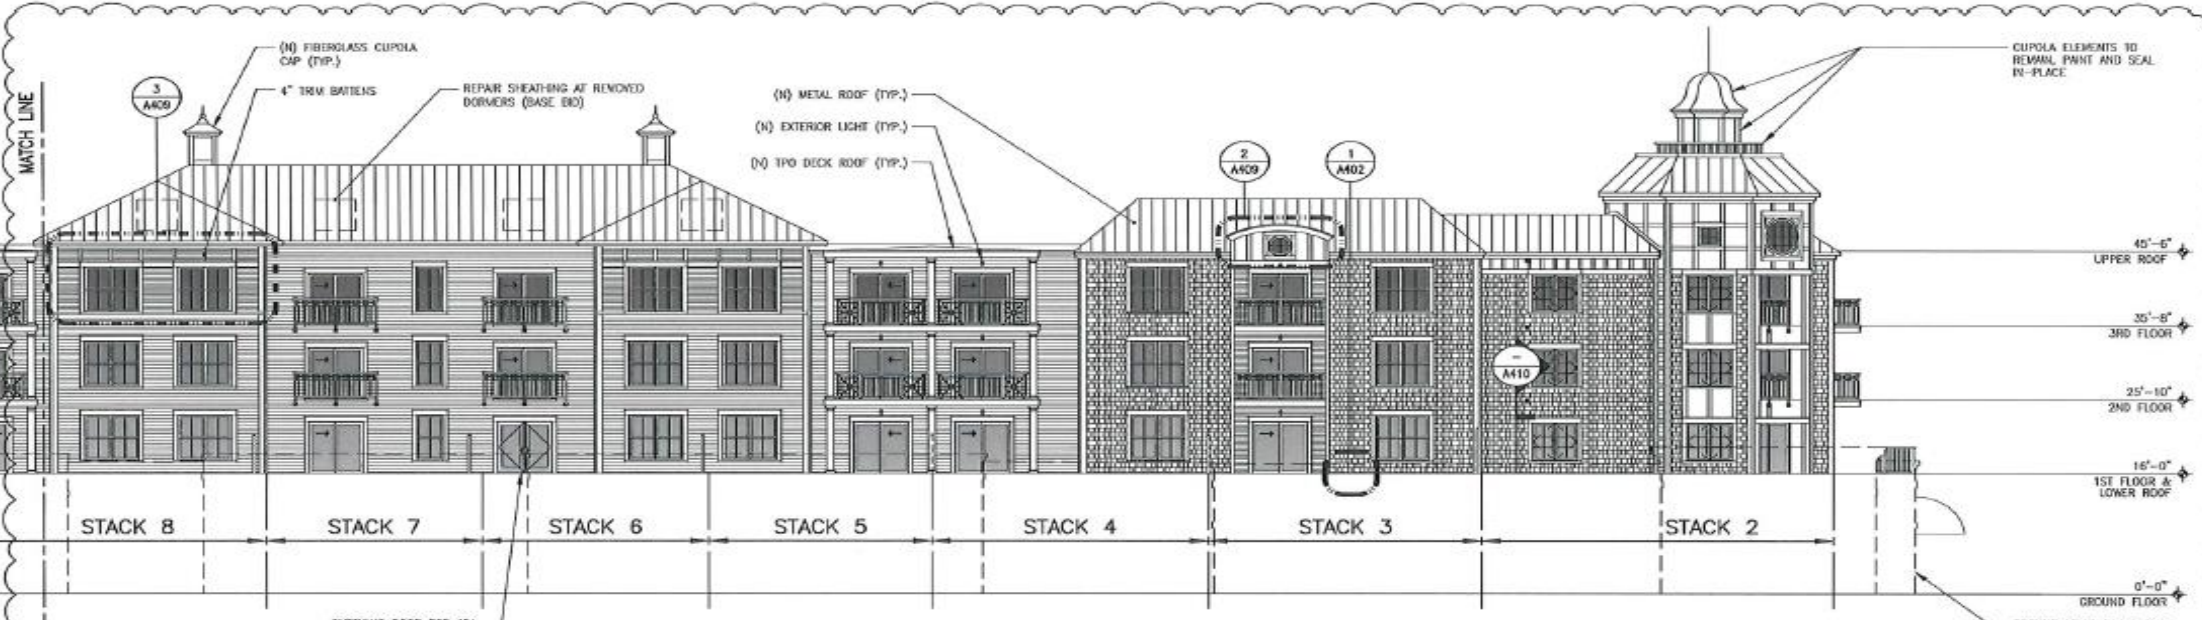 (N) FIBERGLASS CUPOLA
CAP (TYP.)
4" TRIM BATTENS
REPAIR SHEATHING AT REMOVED
DORMERS (BASE BID)
(N) METAL ROOF (TYP.)
(N) EXTERIOR LIGHT (TYP.)
(N) TPO DECK ROOF (TYP.)
CUPOLA ELEMENTS TO
REMAIN, PAINT AND SEAL
IN-PLACE
MATCH LINE
3
A409
2
A409
1
A402
-
A410
45'-6"
UPPER ROOF
35'-8"
3RD FLOOR
25'-10"
2ND FLOOR
16'-0"
1ST FLOOR &
LOWER ROOF
STACK 8
STACK 7
STACK 6
STACK 5
STACK 4
STACK 3
STACK 2
0'-0"
GROUND FLOOR